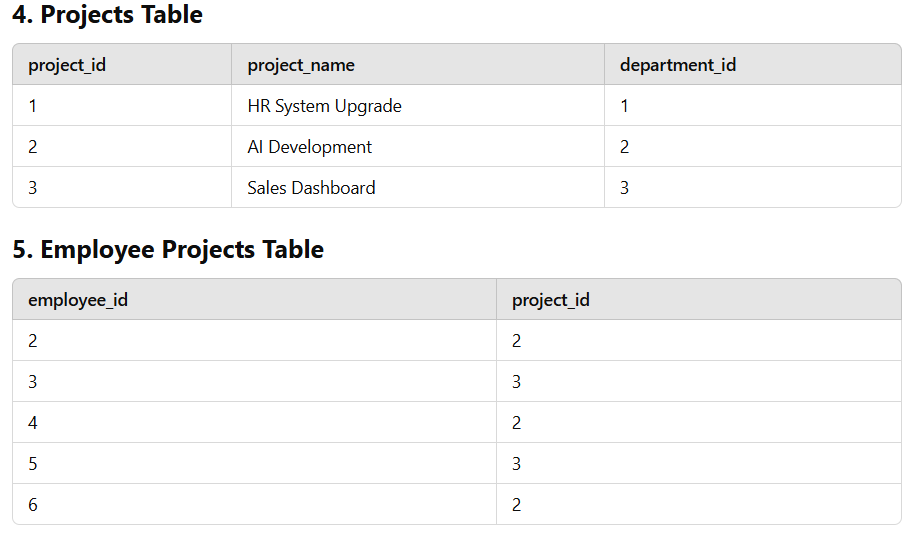 4. Projects Table
project_id project_name department_id
1 HR System Upgrade 1
2 AI Development 2
3 Sales Dashboard 3
5. Employee Projects Table
employee_id project_id
2 2
3 3
4 2
5 3
6 2